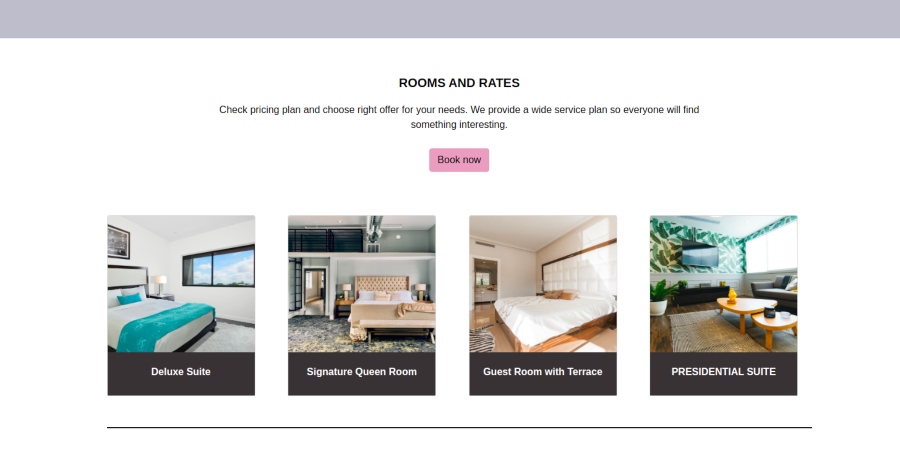 ROOMS AND RATES
Check pricing plan and choose right offer for your needs. We provide a wide service plan so everyone will find
something interesting.
Book now
Deluxe Suite
Signature Queen Room
Guest Room with Terrace
PRESIDENTIAL SUITE